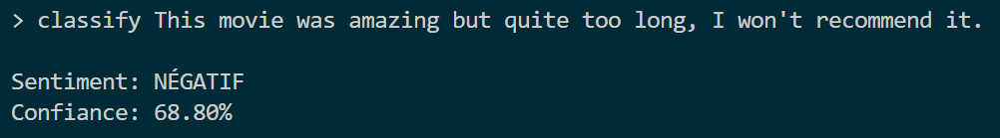 > classify This movie was amazing but quite too long, I won't recommend it.
Sentiment: NÉGATIF
Confiance: 68.80%